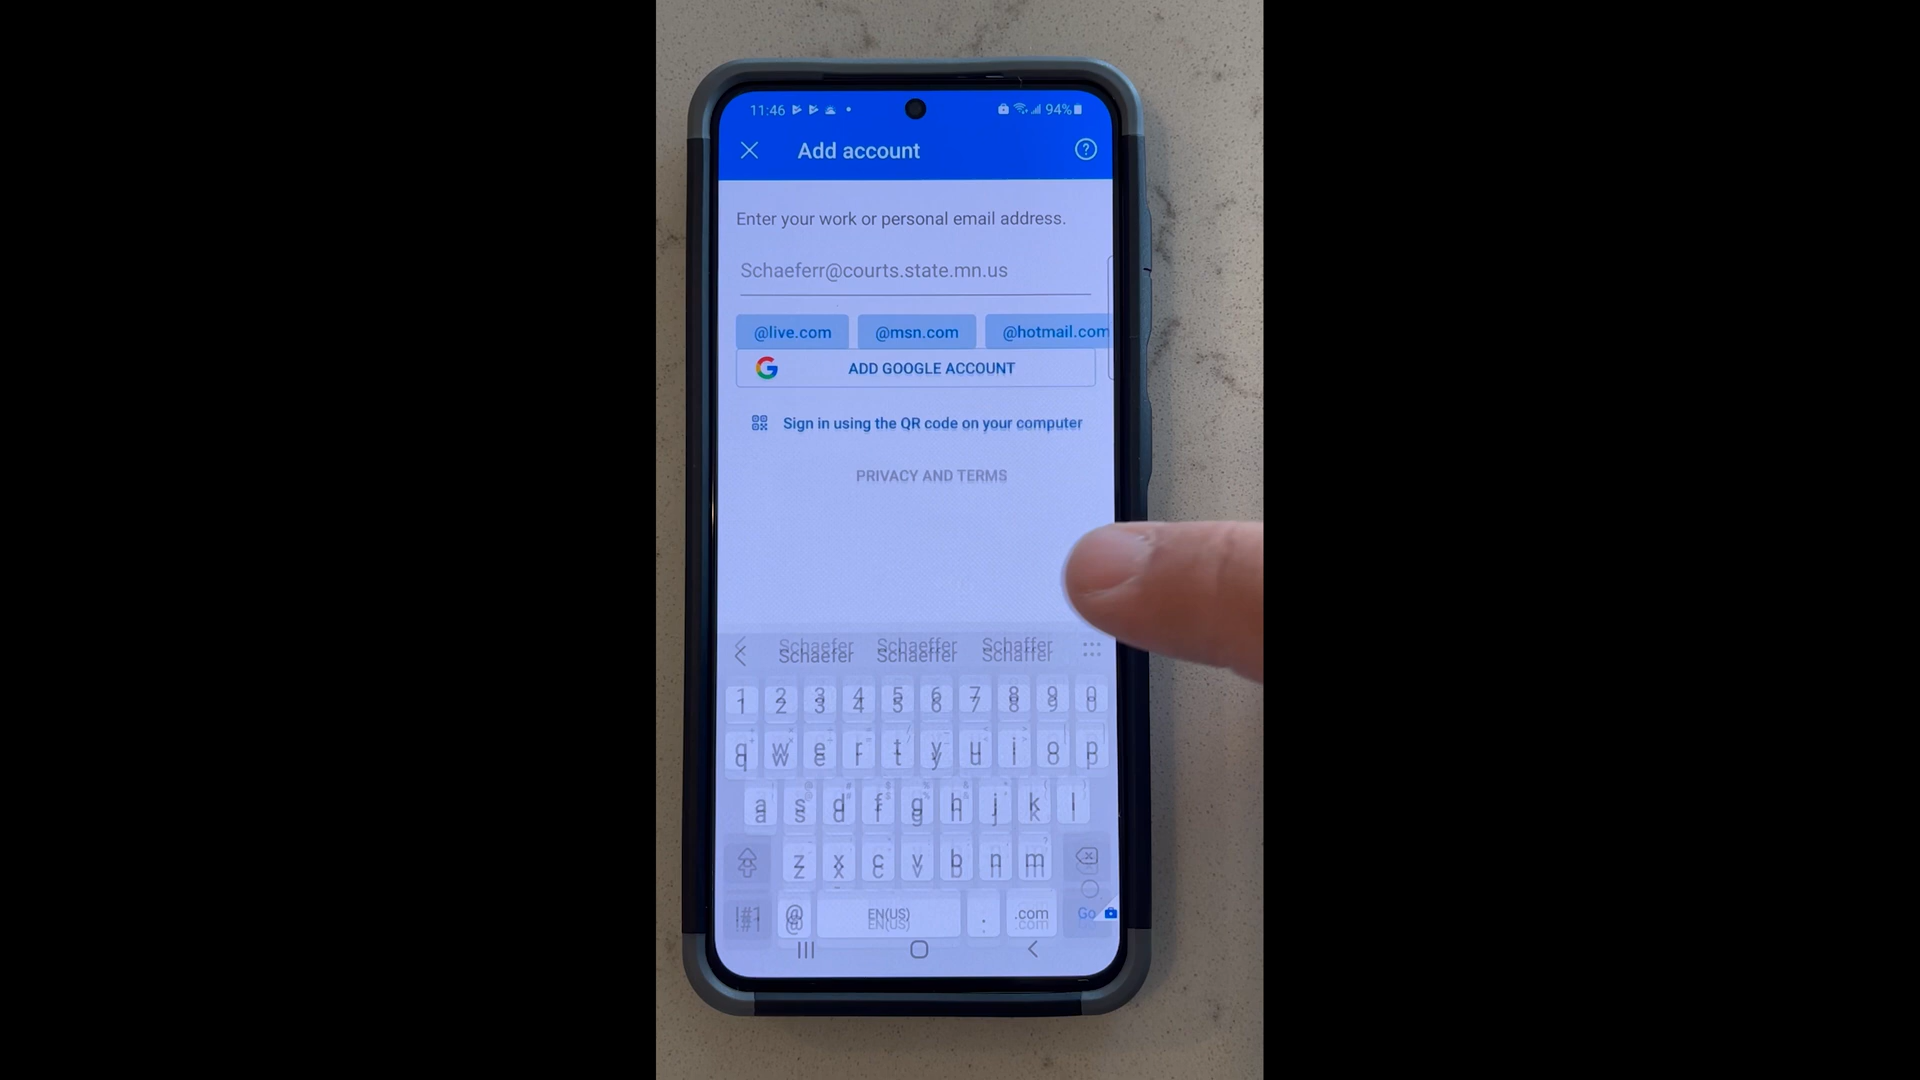 11:46 94%
Add account
Enter your work or personal email address.
Schaeferr@courts.state.mn.us
@live.com @msn.com @hotmail.com
ADD GOOGLE ACCOUNT
Sign in using the QR code on your computer
PRIVACY AND TERMS
Schaefer Schaeffer Schaffer
1 2 3 4 5 6 7 8 9 0
q w e r t y u i o p
a s d f g h j k l
z x c v b n m
!#1 @ EN(US) . .com Go